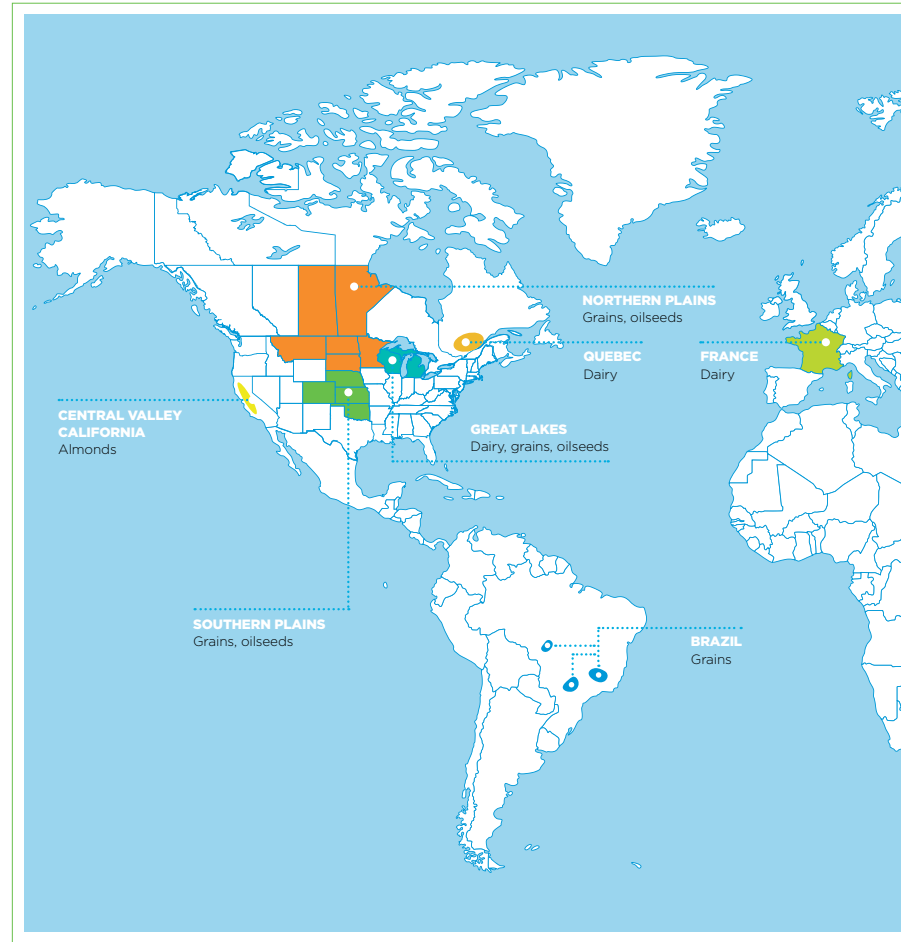 NORTHERN PLAINS
Grains, oilseeds
QUEBEC
Dairy
FRANCE
Dairy
CENTRAL VALLEY
CALIFORNIA
Almonds
GREAT LAKES
Dairy, grains, oilseeds
SOUTHERN PLAINS
Grains, oilseeds
BRAZIL
Grains